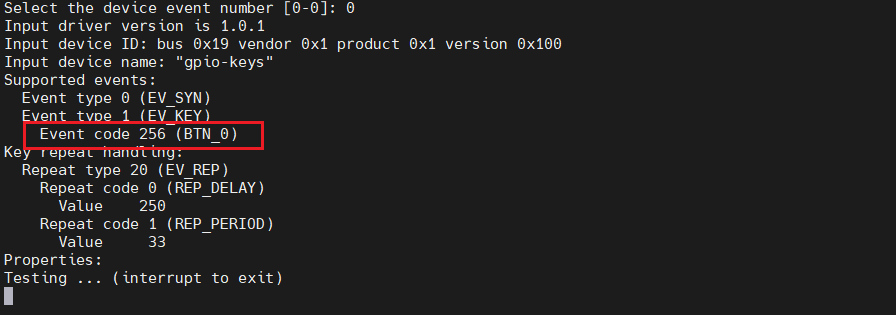 Select the device event number [0-0]: 0
Input driver version is 1.0.1
Input device ID: bus 0x19 vendor 0x1 product 0x1 version 0x100
Input device name: "gpio-keys"
Supported events:
  Event type 0 (EV_SYN)
  Event type 1 (EV_KEY)
    Event code 256 (BTN_0)
Key repeat handling:
  Repeat type 20 (EV_REP)
    Repeat code 0 (REP_DELAY)
      Value    250
    Repeat code 1 (REP_PERIOD)
      Value     33
Properties:
Testing ... (interrupt to exit)